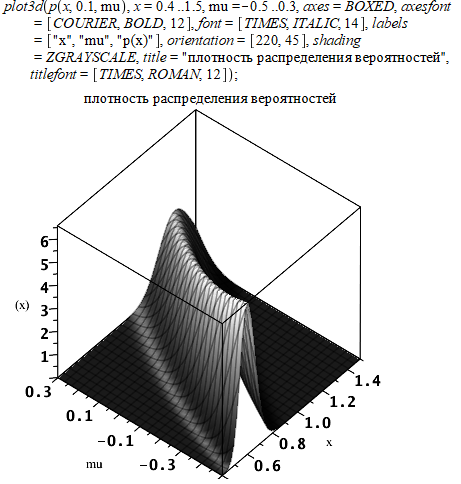 plot3d(p(x, 0.1, mu), x = 0.4 ..1.5, mu =−0.5 ..0.3, axes = BOXED, axesfont
= [COURIER, BOLD, 12], font = [TIMES, ITALIC, 14], labels
= ["x", "mu", "p(x)"], orientation = [220, 45], shading
= ZGRAYSCALE, title = "плотность распределения вероятностей",
titlefont = [TIMES, ROMAN, 12]);
плотность распределения вероятностей
6
5
4
(x)
3
2
1
0.3
0.1
-0.1
-0.3
mu
0.6
0.8
1.0
1.2
1.4
x